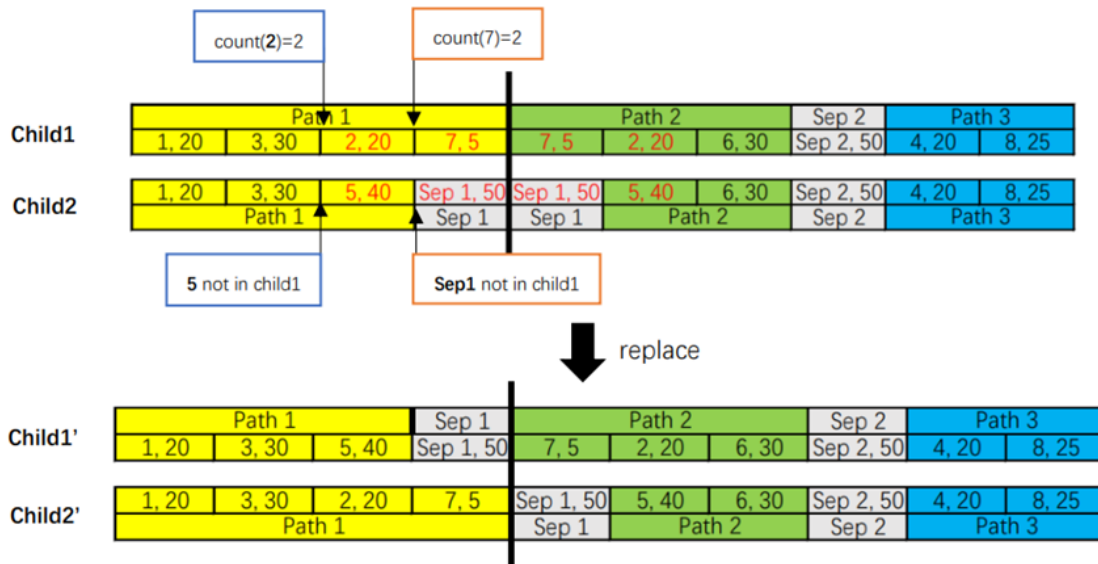 count(2)=2 count(7)=2
Path 1 Path 2 Sep 2 Path 3
Child1
1, 20 3, 30 2, 20 7, 5 7, 5 2, 20 6, 30 Sep 2, 50 4, 20 8, 25
1, 20 3, 30 5, 40 Sep 1, 50 Sep 1, 50 5, 40 6, 30 Sep 2, 50 4, 20 8, 25
Child2
Path 1 Sep 1 Sep 1 Path 2 Sep 2 Path 3
5 not in child1 Sep1 not in child1
replace
Path 1 Sep 1 Path 2 Sep 2 Path 3
Child1'
1, 20 3, 30 5, 40 Sep 1, 50 7, 5 2, 20 6, 30 Sep 2, 50 4, 20 8, 25
1, 20 3, 30 2, 20 7, 5 Sep 1, 50 5, 40 6, 30 Sep 2, 50 4, 20 8, 25
Child2'
Path 1 Sep 1 Path 2 Sep 2 Path 3